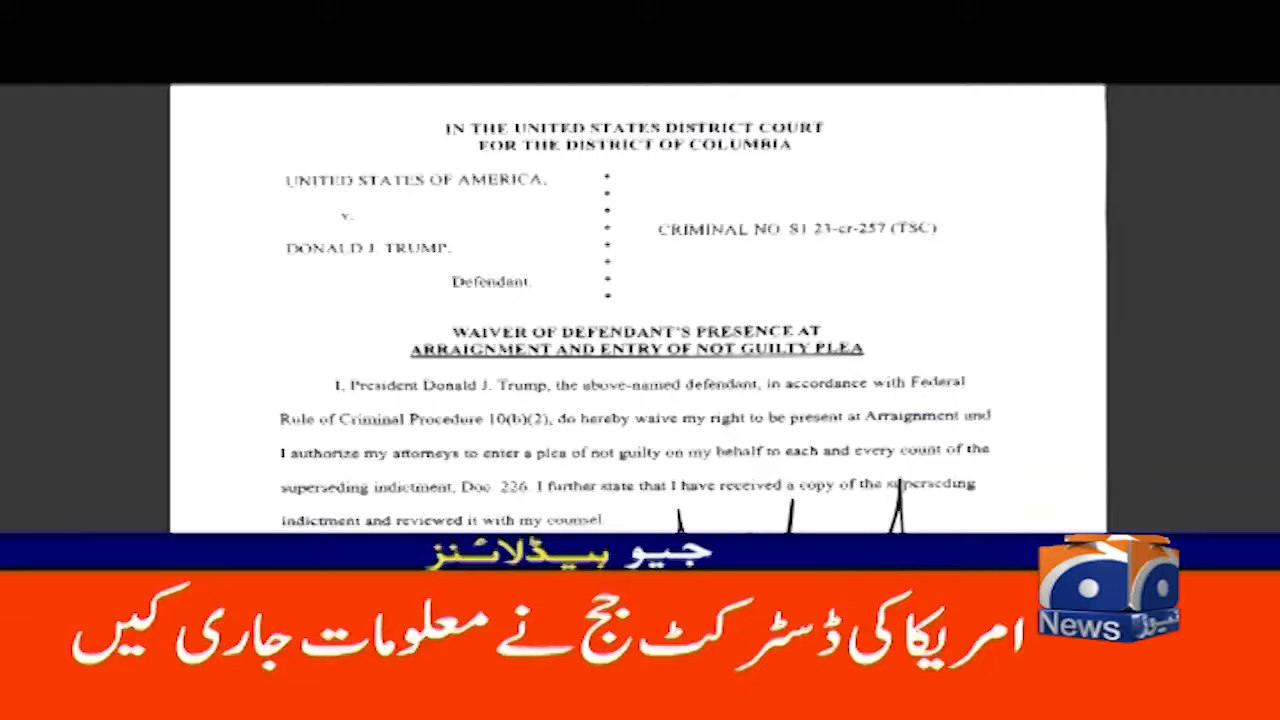 IN THE UNITED STATES DISTRICT COURT
FOR THE DISTRICT OF COLUMBIA
UNITED STATES OF AMERICA,
v.
DONALD J. TRUMP,
Defendant.
CRIMINAL NO. S1 23-cr-257 (TSC)
WAIVER OF DEFENDANT'S PRESENCE AT
ARRAIGNMENT AND ENTRY OF NOT GUILTY PLEA
I, President Donald J. Trump, the above-named defendant, in accordance with Federal
Rule of Criminal Procedure 10(b)(2), do hereby waive my right to be present at Arraignment and
I authorize my attorneys to enter a plea of not guilty on my behalf to each and every count of the
superseding indictment, Doc. 226. I further state that I have received a copy of the superseding
indictment and reviewed it with my counsel.
جیو ہیڈلائنز
امریکا کی ڈسٹرکٹ جج نے معلومات جاری کیں
News نیوز